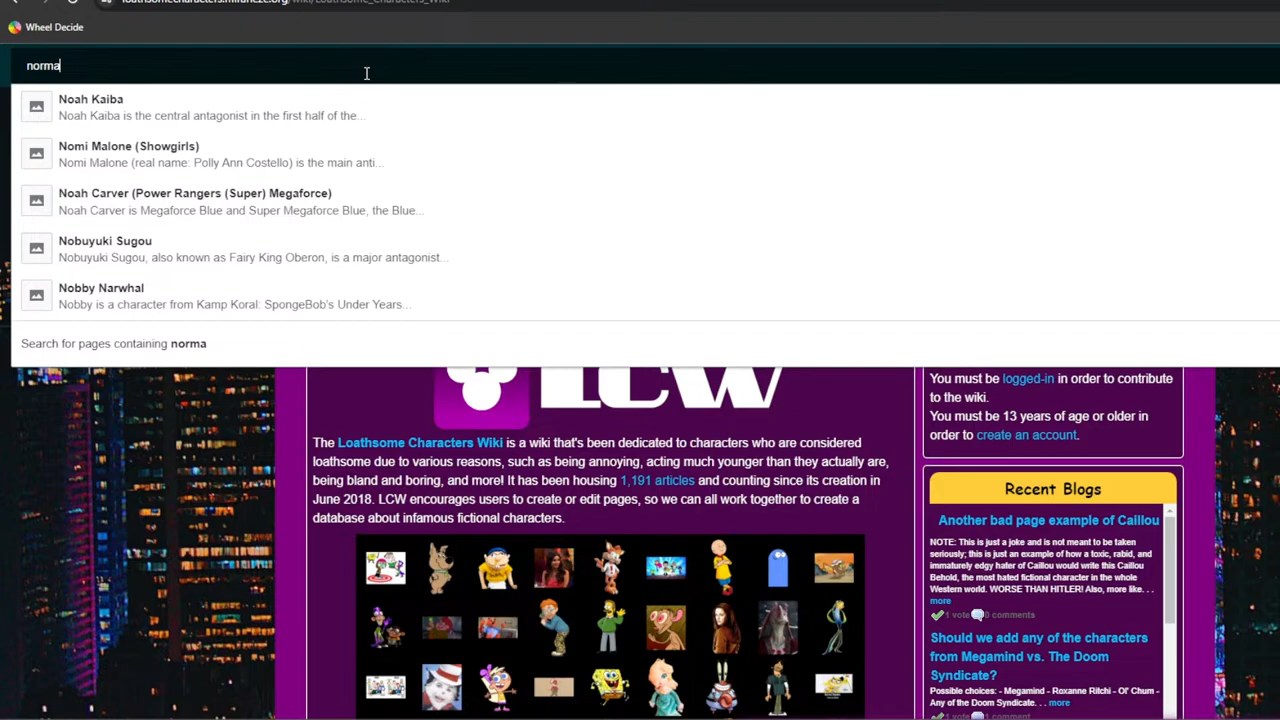 loathsomecharacters.miraheze.org/wiki/Loathsome_Characters_Wiki
Wheel Decide
norma
Noah Kaiba
Noah Kaiba is the central antagonist in the first half of the...
Nomi Malone (Showgirls)
Nomi Malone (real name: Polly Ann Costello) is the main anti...
Noah Carver (Power Rangers (Super) Megaforce)
Noah Carver is Megaforce Blue and Super Megaforce Blue, the Blue...
Nobuyuki Sugou
Nobuyuki Sugou, also known as Fairy King Oberon, is a major antagonist...
Nobby Narwhal
Nobby is a character from Kamp Koral: SpongeBob's Under Years...
Search for pages containing norma
LCW
The Loathsome Characters Wiki is a wiki that's been dedicated to characters who are considered
loathsome due to various reasons, such as being annoying, acting much younger than they actually are,
being bland and boring, and more! It has been housing 1,191 articles and counting since its creation in
June 2018. LCW encourages users to create or edit pages, so we can all work together to create a
database about infamous fictional characters.
You must be logged-in in order to contribute
to the wiki.
You must be 13 years of age or older in
order to create an account.
Recent Blogs
Another bad page example of Caillou
NOTE: This is just a joke and is not meant to be taken
seriously; this is just an example of how a toxic, rabid, and
immaturely edgy hater of Caillou would write this Caillou
Behold, the most hated fictional character in the whole
Western world. WORSE THAN HITLER! Also, more like. . .
more
1 vote 0 comments
Should we add any of the characters
from Megamind vs. The Doom
Syndicate?
Possible choices: - Megamind - Roxanne Ritchi - Ol' Chum -
Any of the Doom Syndicate. . . more
1 vote 1 comment